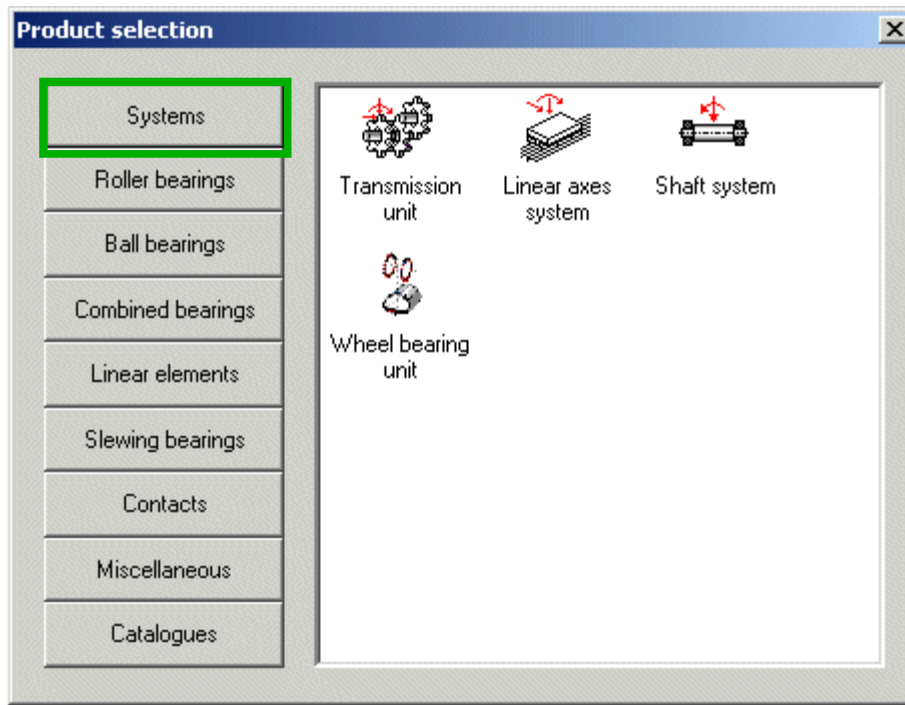 Product selection
Systems
Roller bearings
Ball bearings
Combined bearings
Linear elements
Slewing bearings
Contacts
Miscellaneous
Catalogues
Transmission
unit
Linear axes
system
Shaft system
Wheel bearing
unit